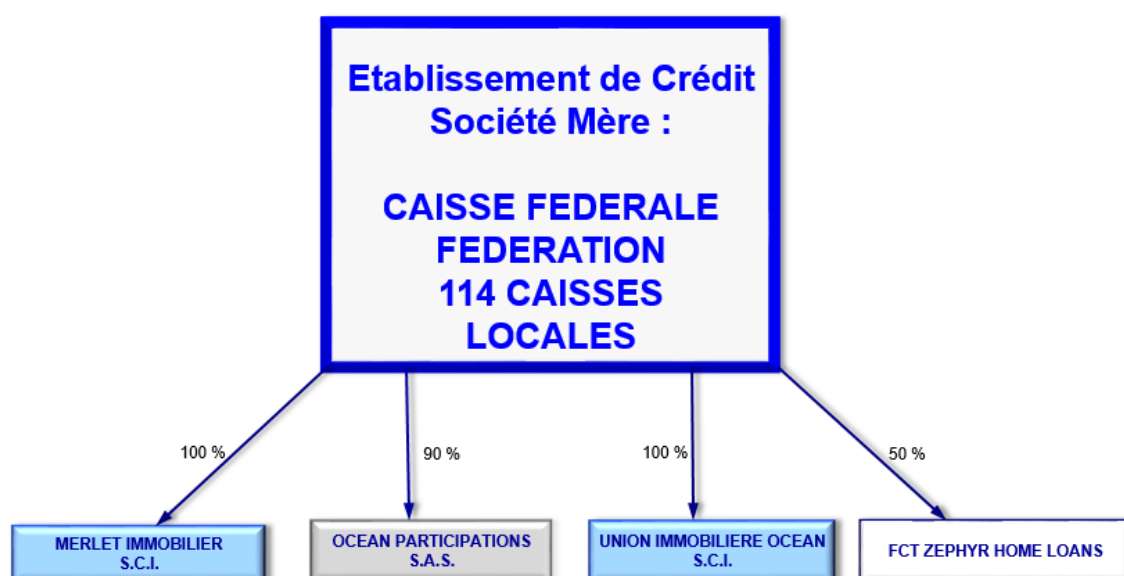 Etablissement de Crédit
Société Mère :
CAISSE FEDERALE
FEDERATION
114 CAISSES
LOCALES
100 %
90 %
100 %
50 %
MERLET IMMOBILIER
S.C.I.
OCEAN PARTICIPATIONS
S.A.S.
UNION IMMOBILIERE OCEAN
S.C.I.
FCT ZEPHYR HOME LOANS